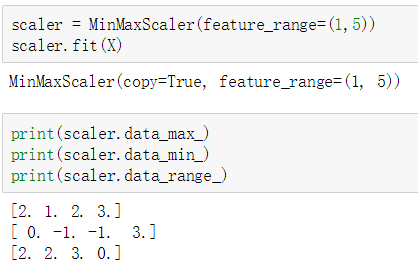 scaler = MinMaxScaler(feature_range=(1,5))
scaler.fit(X)
MinMaxScaler(copy=True, feature_range=(1, 5))
print(scaler.data_max_)
print(scaler.data_min_)
print(scaler.data_range_)
[2. 1. 2. 3.]
[ 0. -1. -1.  3.]
[2. 2. 3. 0.]